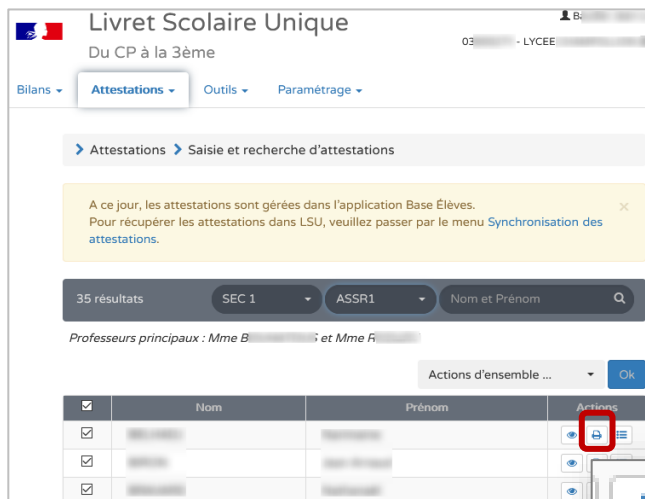 Livret Scolaire Unique
Du CP à la 3ème
- LYCEE
Bilans
Attestations
Outils
Paramétrage
Attestations
Saisie et recherche d'attestations
A ce jour, les attestations sont gérées dans l'application Base Élèves.
Pour récupérer les attestations dans LSU, veuillez passer par le menu Synchronisation des
attestations.
35 résultats
SEC 1
ASSR1
Nom et Prénom
Professeurs principaux : Mme et Mme
Actions d'ensemble ...
Ok
Nom
Prénom
Actions